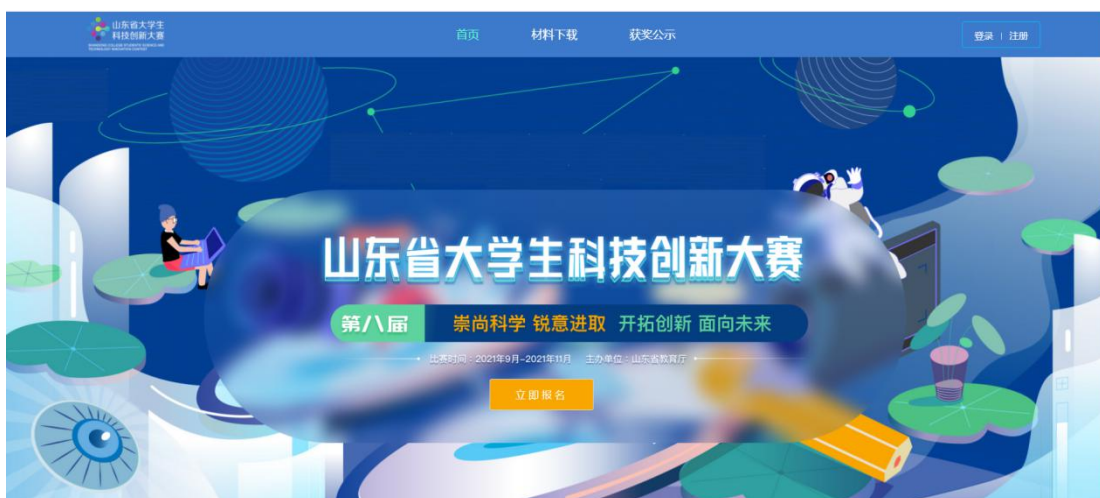 山东省大学生
科技创新大赛
首页 材料下载 获奖公示
登录 | 注册
山东省大学生科技创新大赛
第八届 崇尚科学 锐意进取 开拓创新 面向未来
比赛时间:2021年9月-2021年11月 主办单位:山东省教育厅
立即报名